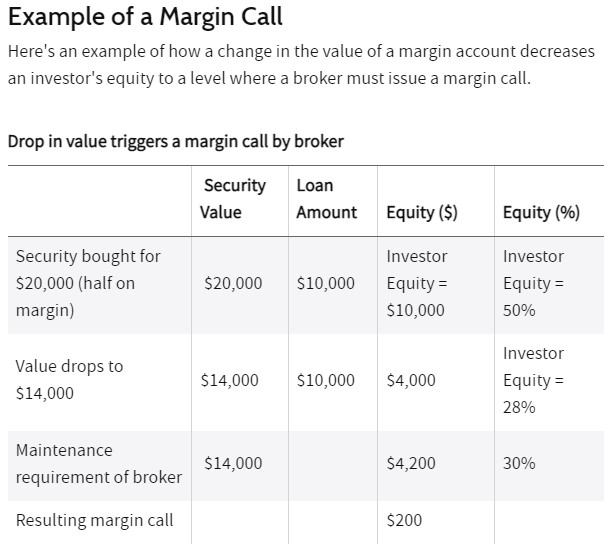 Example of a Margin Call
Here's an example of how a change in the value of a margin account decreases
an investor's equity to a level where a broker must issue a margin call.
Drop in value triggers a margin call by broker
Security Value Loan Amount Equity ($) Equity (%)
Security bought for $20,000 (half on margin) $20,000 $10,000 Investor Equity = $10,000 Investor Equity = 50%
Value drops to $14,000 $14,000 $10,000 $4,000 Investor Equity = 28%
Maintenance requirement of broker $14,000 $4,200 30%
Resulting margin call $200